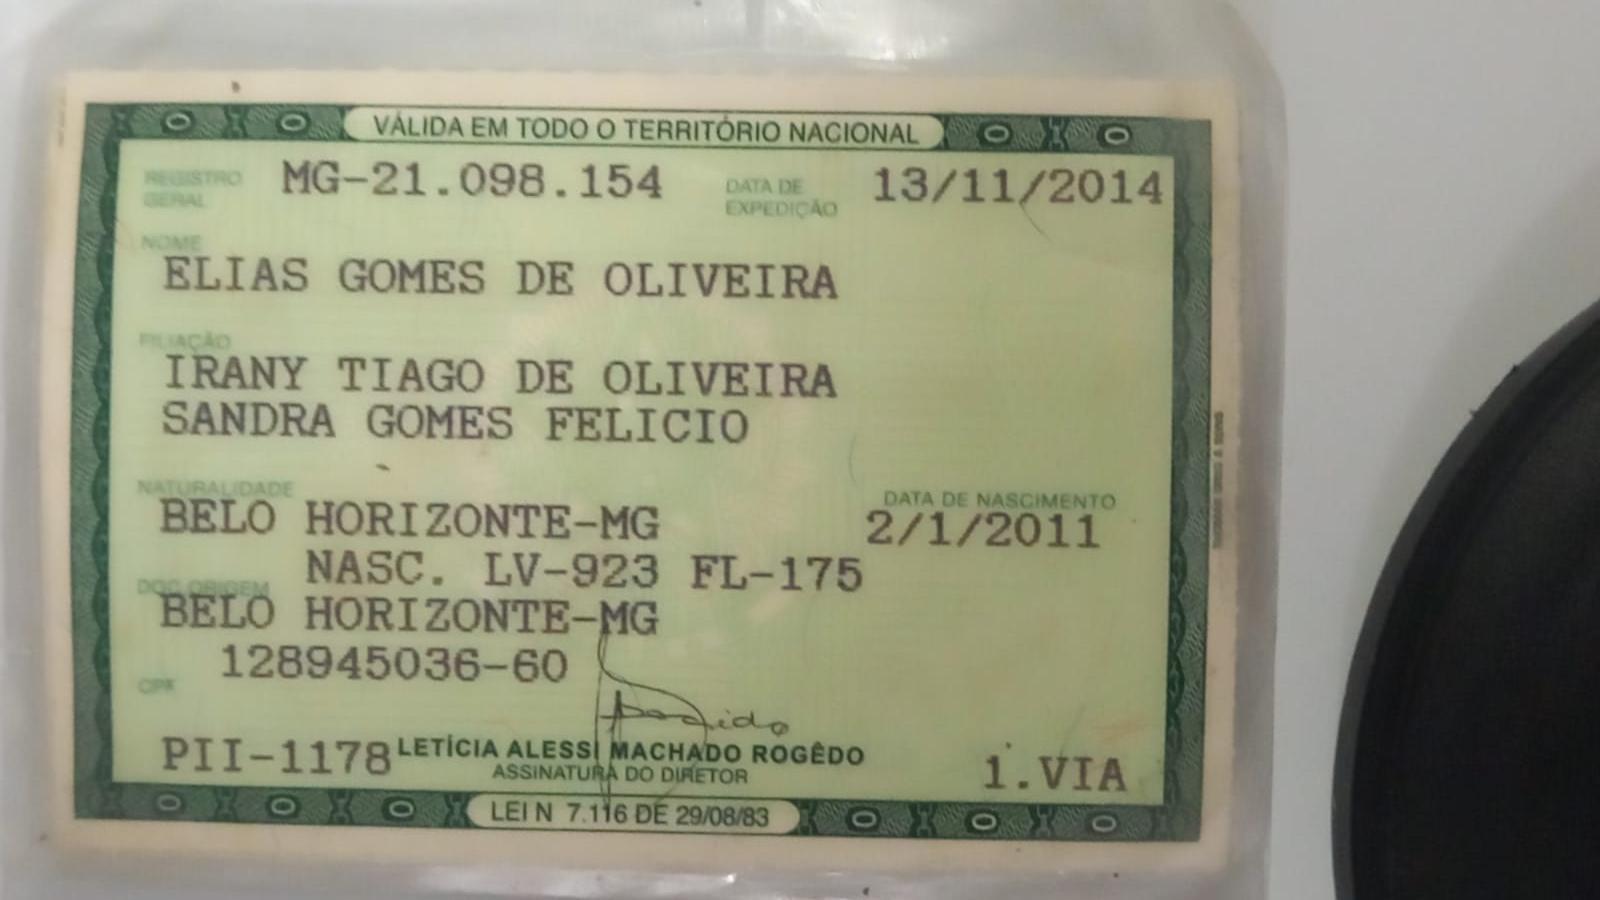 VÁLIDA EM TODO O TERRITÓRIO NACIONAL
REGISTRO GERAL MG-21.098.154 DATA DE EXPEDIÇÃO 13/11/2014
NOME
ELIAS GOMES DE OLIVEIRA
FILIAÇÃO
IRANY TIAGO DE OLIVEIRA
SANDRA GOMES FELICIO
NATURALIDADE DATA DE NASCIMENTO
BELO HORIZONTE-MG 2/1/2011
DOC ORIGEM NASC. LV-923 FL-175
BELO HORIZONTE-MG
CPF 128945036-60
PII-1178 LETÍCIA ALESSI MACHADO ROGÊDO 1.VIA
ASSINATURA DO DIRETOR
LEI N 7.116 DE 29/08/83